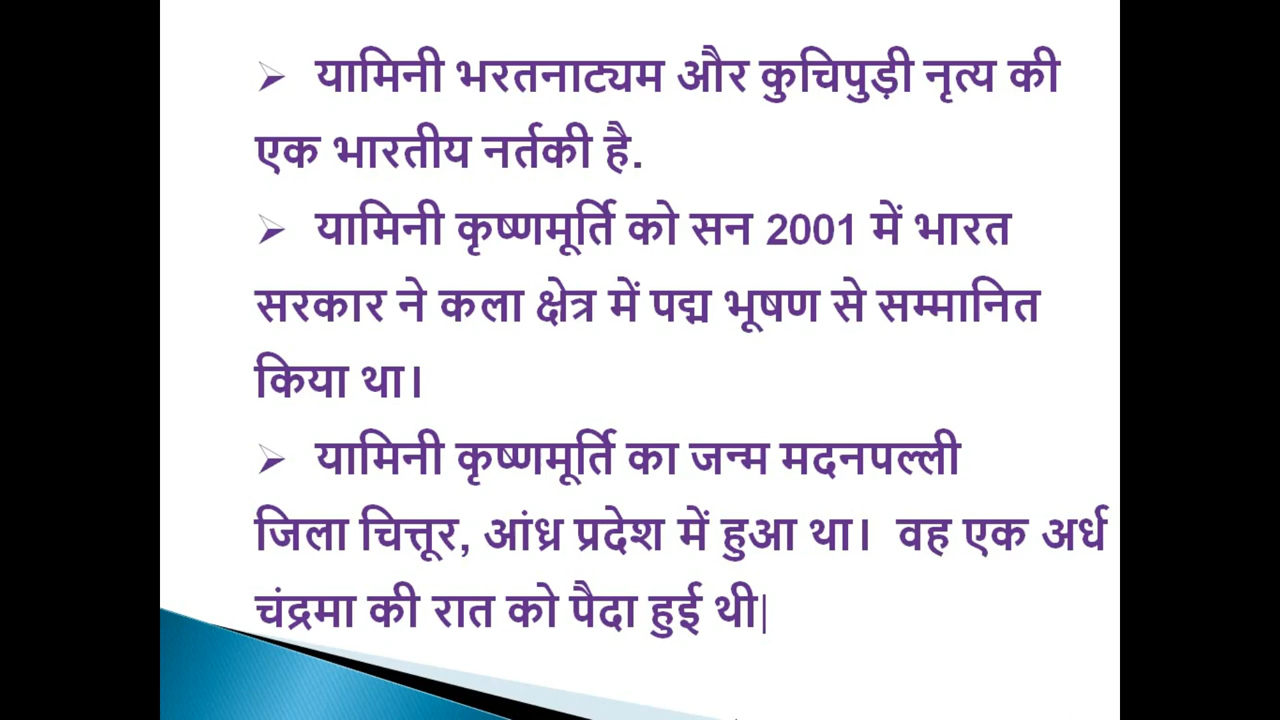 ➢ यामिनी भरतनाट्यम और कुचिपुड़ी नृत्य की
एक भारतीय नर्तकी है.
➢ यामिनी कृष्णमूर्ति को सन 2001 में भारत
सरकार ने कला क्षेत्र में पद्म भूषण से सम्मानित
किया था।
➢ यामिनी कृष्णमूर्ति का जन्म मदनपल्ली
जिला चित्तूर, आंध्र प्रदेश में हुआ था। वह एक अर्ध
चंद्रमा की रात को पैदा हुई थी|